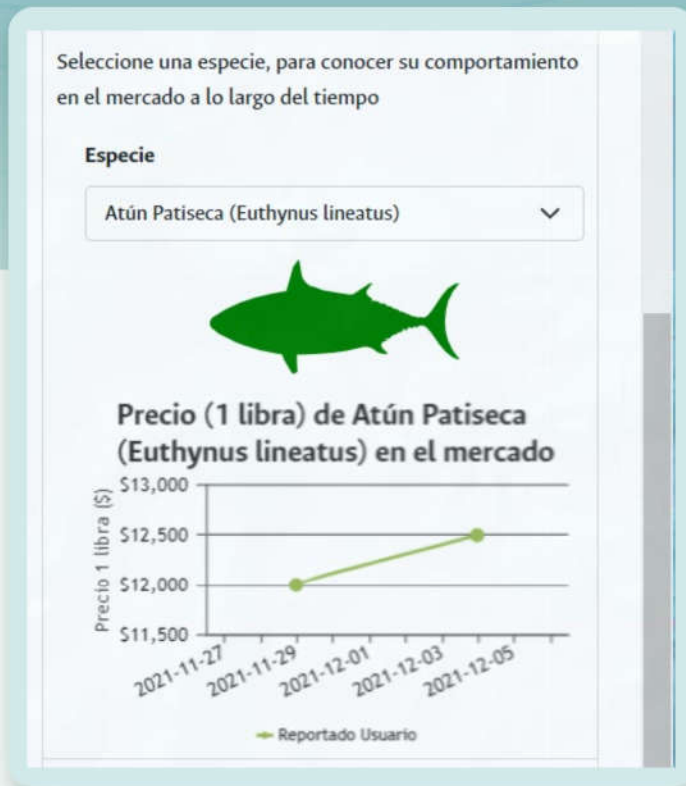 Seleccione una especie, para conocer su comportamiento
en el mercado a lo largo del tiempo
Especie
Atún Patiseca (Euthynus lineatus)
Precio (1 libra) de Atún Patiseca
(Euthynus lineatus) en el mercado
Precio 1 libra ($)
$13,000
$12,500
$12,000
$11,500
2021-11-27
2021-11-29
2021-12-01
2021-12-03
2021-12-05
Reportado Usuario